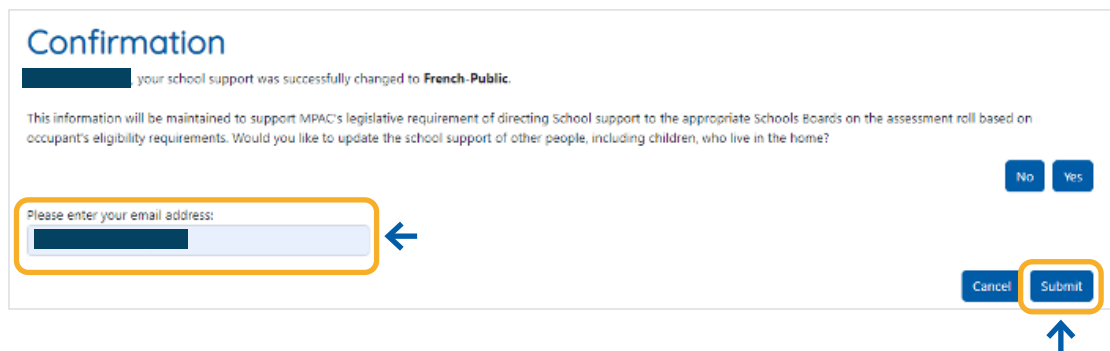 Confirmation
, your school support was successfully changed to French-Public.
This information will be maintained to support MPAC's legislative requirement of directing School support to the appropriate Schools Boards on the assessment roll based on
occupant's eligibility requirements. Would you like to update the school support of other people, including children, who live in the home?
No Yes
Please enter your email address:
Cancel Submit